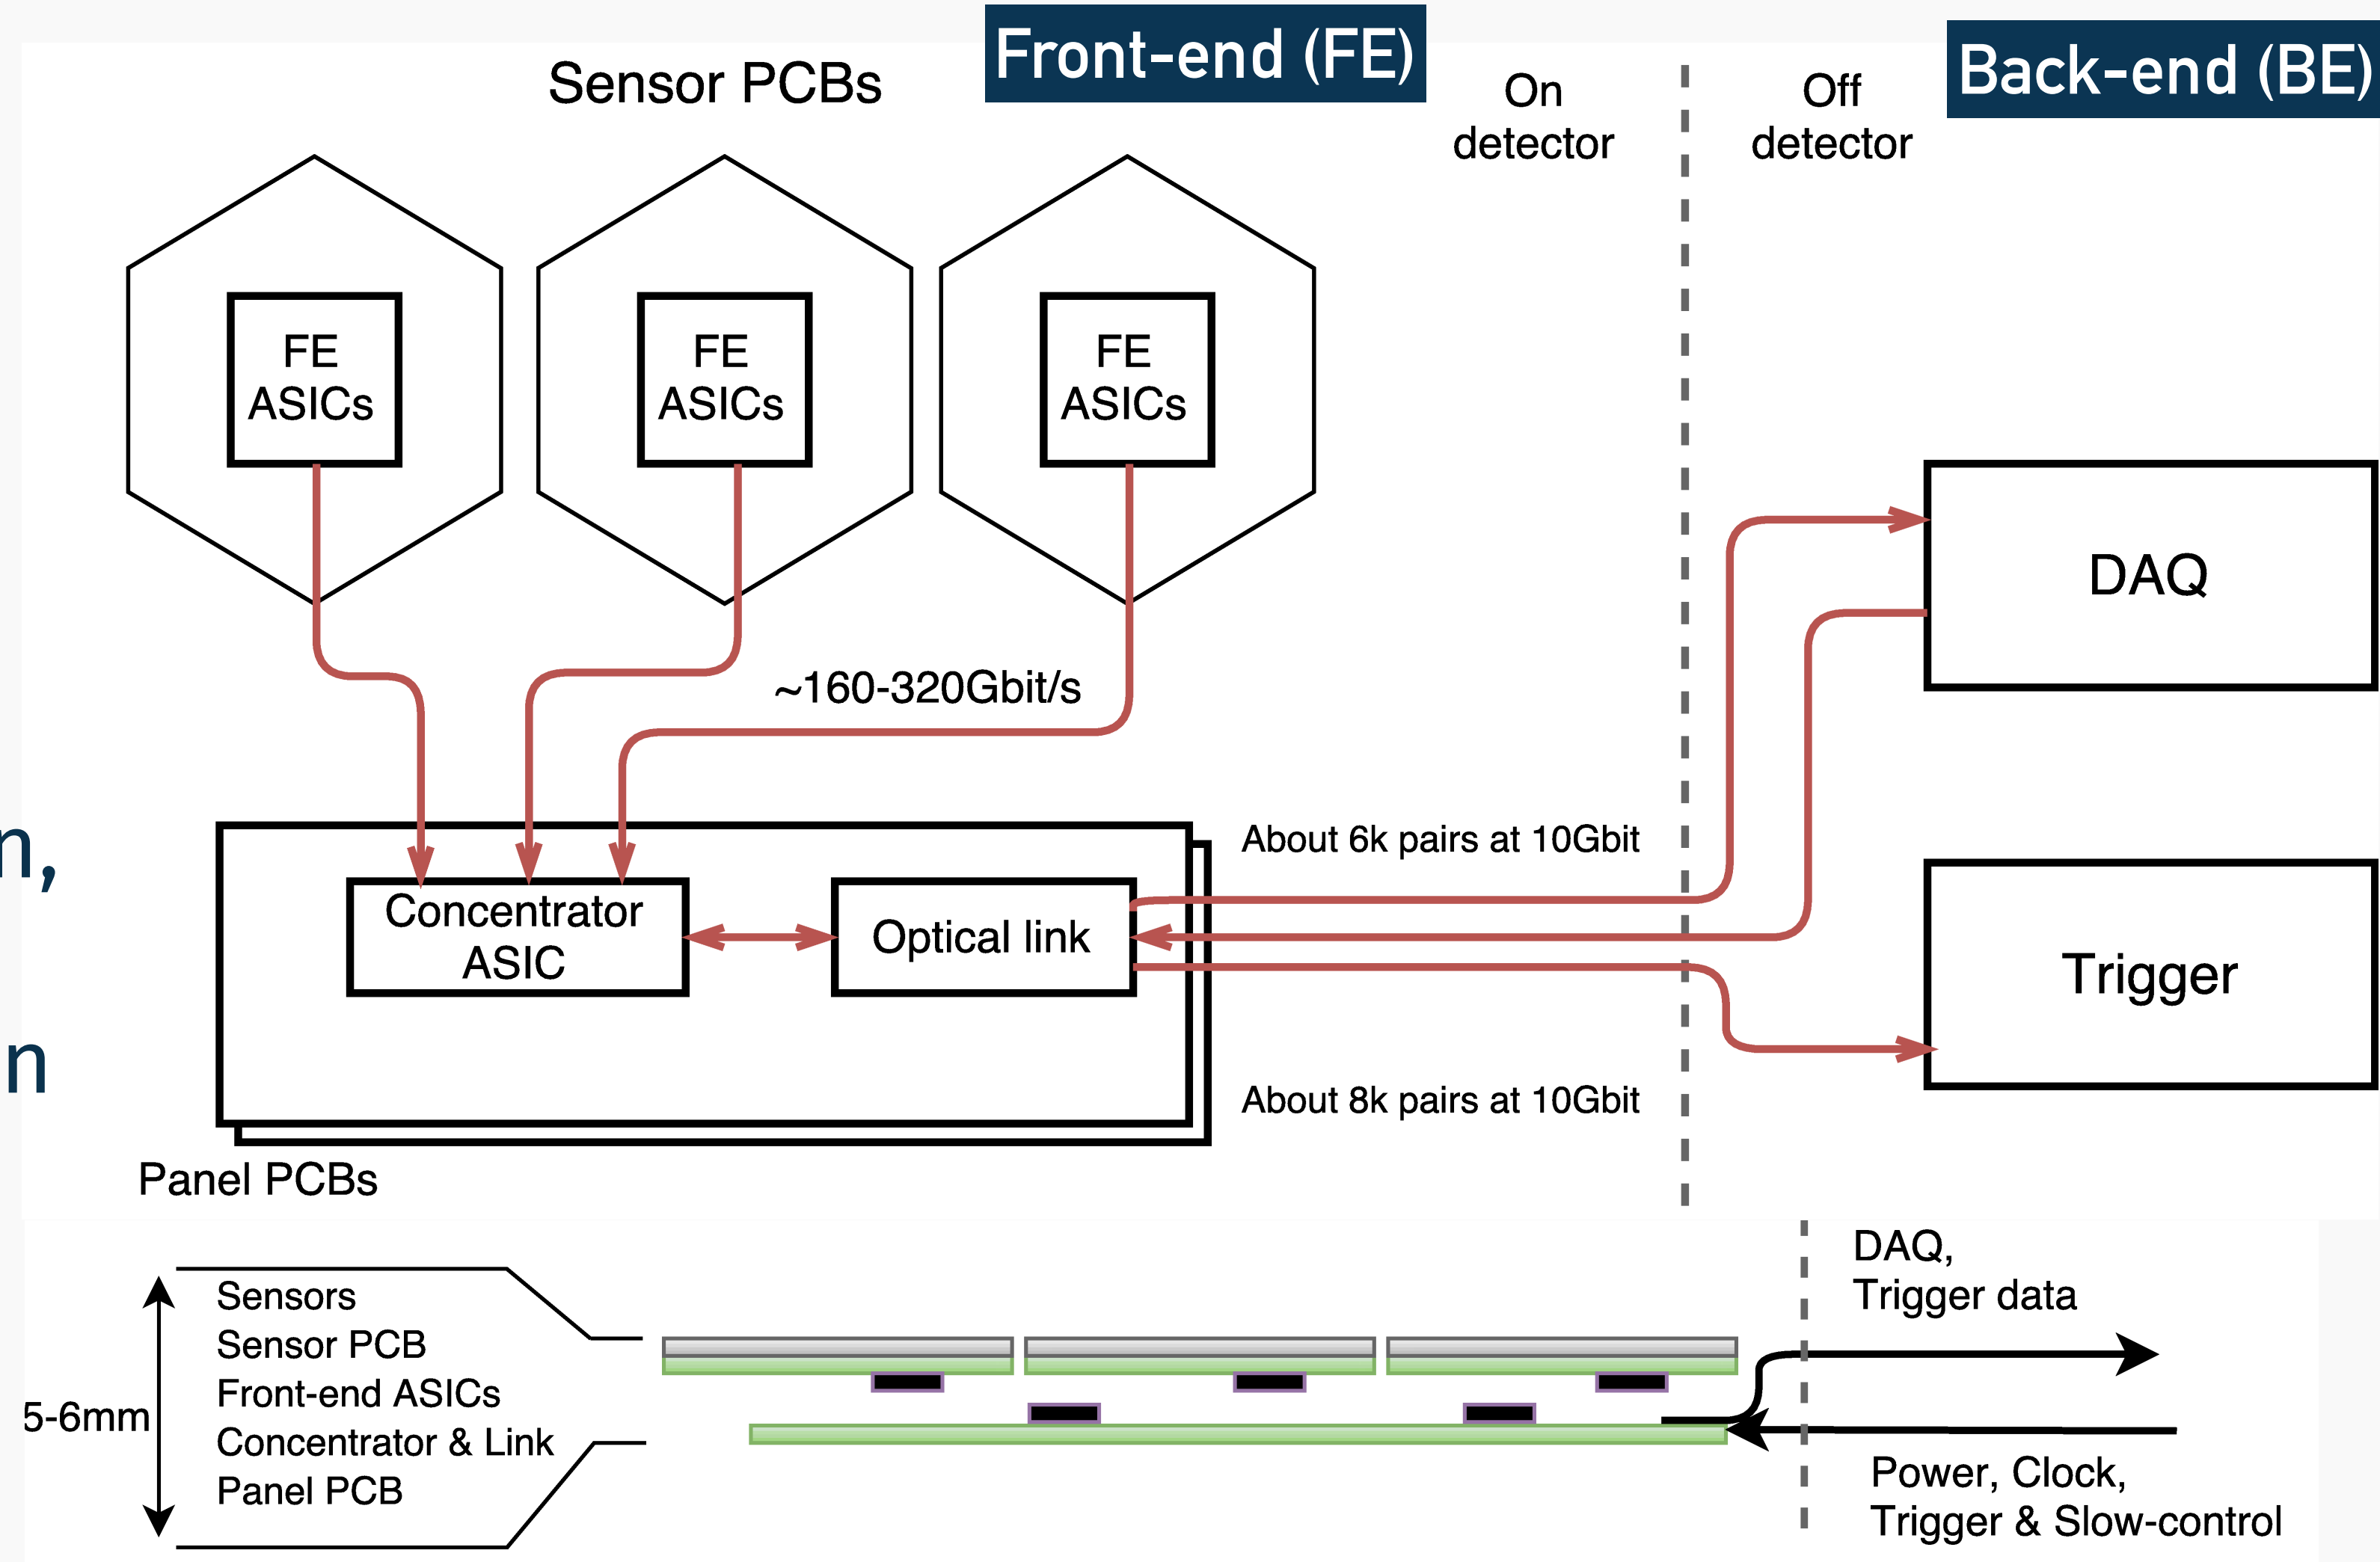 Front-end (FE)
Back-end (BE)
Sensor PCBs
On
detector
Off
detector
FE
ASICs
FE
ASICs
FE
ASICs
DAQ
~160-320Gbit/s
n,
About 6k pairs at 10Gbit
Concentrator
ASIC
Optical link
Trigger
n
About 8k pairs at 10Gbit
Panel PCBs
DAQ,
Trigger data
Sensors
Sensor PCB
Front-end ASICs
Concentrator & Link
Panel PCB
5-6mm
Power, Clock,
Trigger & Slow-control